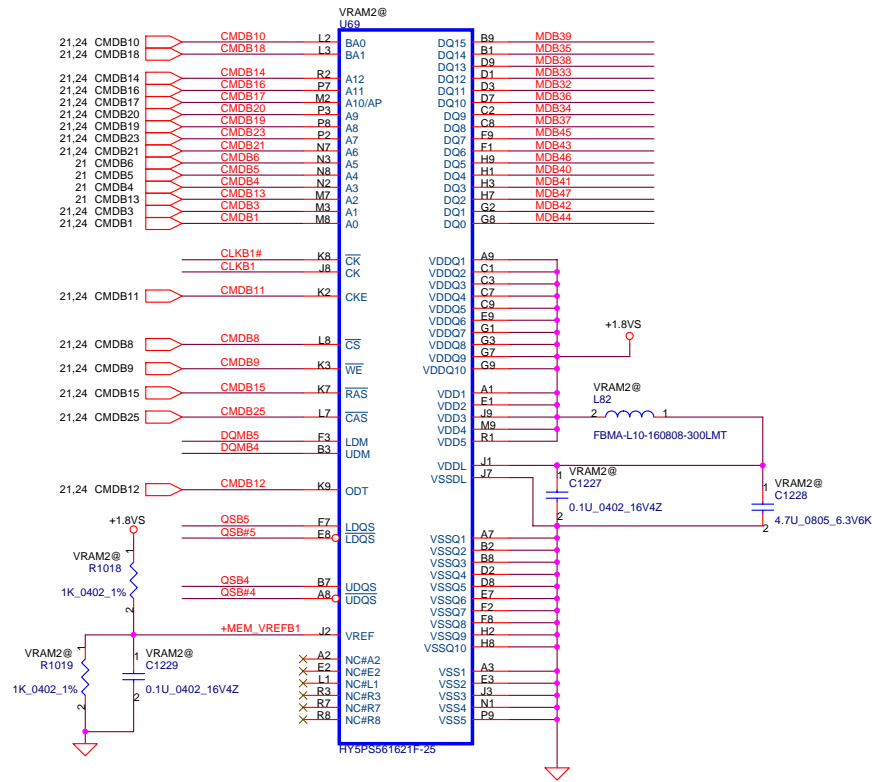 VRAM2@
U69
21,24 CMDB10 CMDB10 L2 BA0 DQ15 B9 MDB39
21,24 CMDB18 CMDB18 L3 BA1 DQ14 B1 MDB35
DQ13 D9 MDB38
21,24 CMDB14 CMDB14 R2 A12 DQ12 D1 MDB33
21,24 CMDB16 CMDB16 P7 A11 DQ11 D3 MDB32
21,24 CMDB17 CMDB17 M2 A10/AP DQ10 D7 MDB36
21,24 CMDB20 CMDB20 P3 A9 DQ9 C2 MDB34
21,24 CMDB19 CMDB19 P8 A8 DQ8 C8 MDB37
21,24 CMDB23 CMDB23 P2 A7 DQ7 F9 MDB45
21,24 CMDB21 CMDB21 N7 A6 DQ6 F1 MDB43
21 CMDB6 CMDB6 N3 A5 DQ5 H9 MDB46
21 CMDB5 CMDB5 N8 A4 DQ4 H1 MDB40
21 CMDB4 CMDB4 N2 A3 DQ3 H3 MDB41
21 CMDB13 CMDB13 M7 A2 DQ2 H7 MDB47
21,24 CMDB3 CMDB3 M3 A1 DQ1 G2 MDB42
21,24 CMDB1 CMDB1 M8 A0 DQ0 G8 MDB44
CLKB1# K8 CK VDDQ1 A9
CLKB1 J8 CK VDDQ2 C1
VDDQ3 C3
21,24 CMDB11 CMDB11 K2 CKE VDDQ4 C7
VDDQ5 C9
VDDQ6 E9
VDDQ7 G1
+1.8VS
21,24 CMDB8 CMDB8 L8 CS VDDQ8 G3
VDDQ9 G7
21,24 CMDB9 CMDB9 K3 WE VDDQ10 G9
21,24 CMDB15 CMDB15 K7 RAS VDD1 A1
VRAM2@
L82
VDD2 E1
21,24 CMDB25 CMDB25 L7 CAS VDD3 J9 2 1
VDD4 M9
FBMA-L10-160808-300LMT
DQMB5 F3 LDM VDD5 R1
DQMB4 B3 UDM
VDDL J1
VSSDL J7
1 VRAM2@
C1227
0.1U_0402_16V4Z
2
1 VRAM2@
C1228
4.7U_0805_6.3V6K
2
21,24 CMDB12 CMDB12 K9 ODT
+1.8VS
QSB5 F7 LDQS
QSB#5 E8 LDQS VSSQ1 A7
VSSQ2 B2
VSSQ3 B8
VSSQ4 D2
1
VRAM2@
R1018
1K_0402_1%
2
QSB4 B7 UDQS VSSQ5 D8
QSB#4 A8 UDQS VSSQ6 E7
VSSQ7 F2
VSSQ8 F8
+MEM_VREFB1 J2 VREF VSSQ9 H2
VSSQ10 H8
1
VRAM2@
R1019
1K_0402_1%
2
1 VRAM2@
C1229
0.1U_0402_16V4Z
2
A2 NC#A2
E2 NC#E2 VSS1 A3
L1 NC#L1 VSS2 E3
R3 NC#R3 VSS3 J3
R7 NC#R7 VSS4 N1
R8 NC#R8 VSS5 P9
HY5PS561621F-25